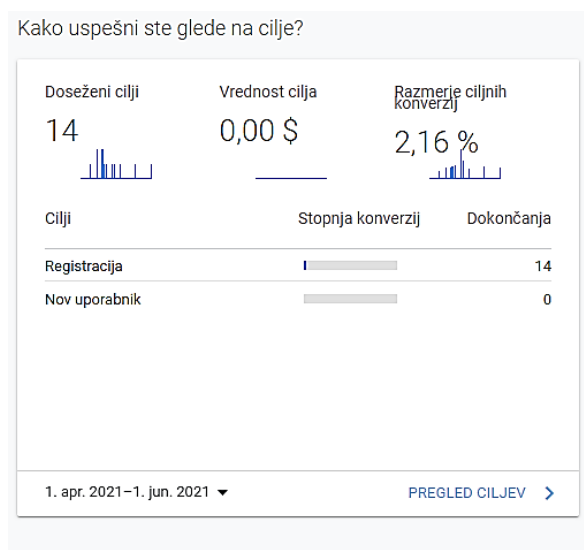 Kako uspešni ste glede na cilje?
Doseženi cilji
14
Vrednost cilja
0,00 $
Razmerje ciljnih
konverzij
2,16 %
Cilji Stopnja konverzij Dokončanja
Registracija 14
Nov uporabnik 0
1. apr. 2021–1. jun. 2021 PREGLED CILJEV